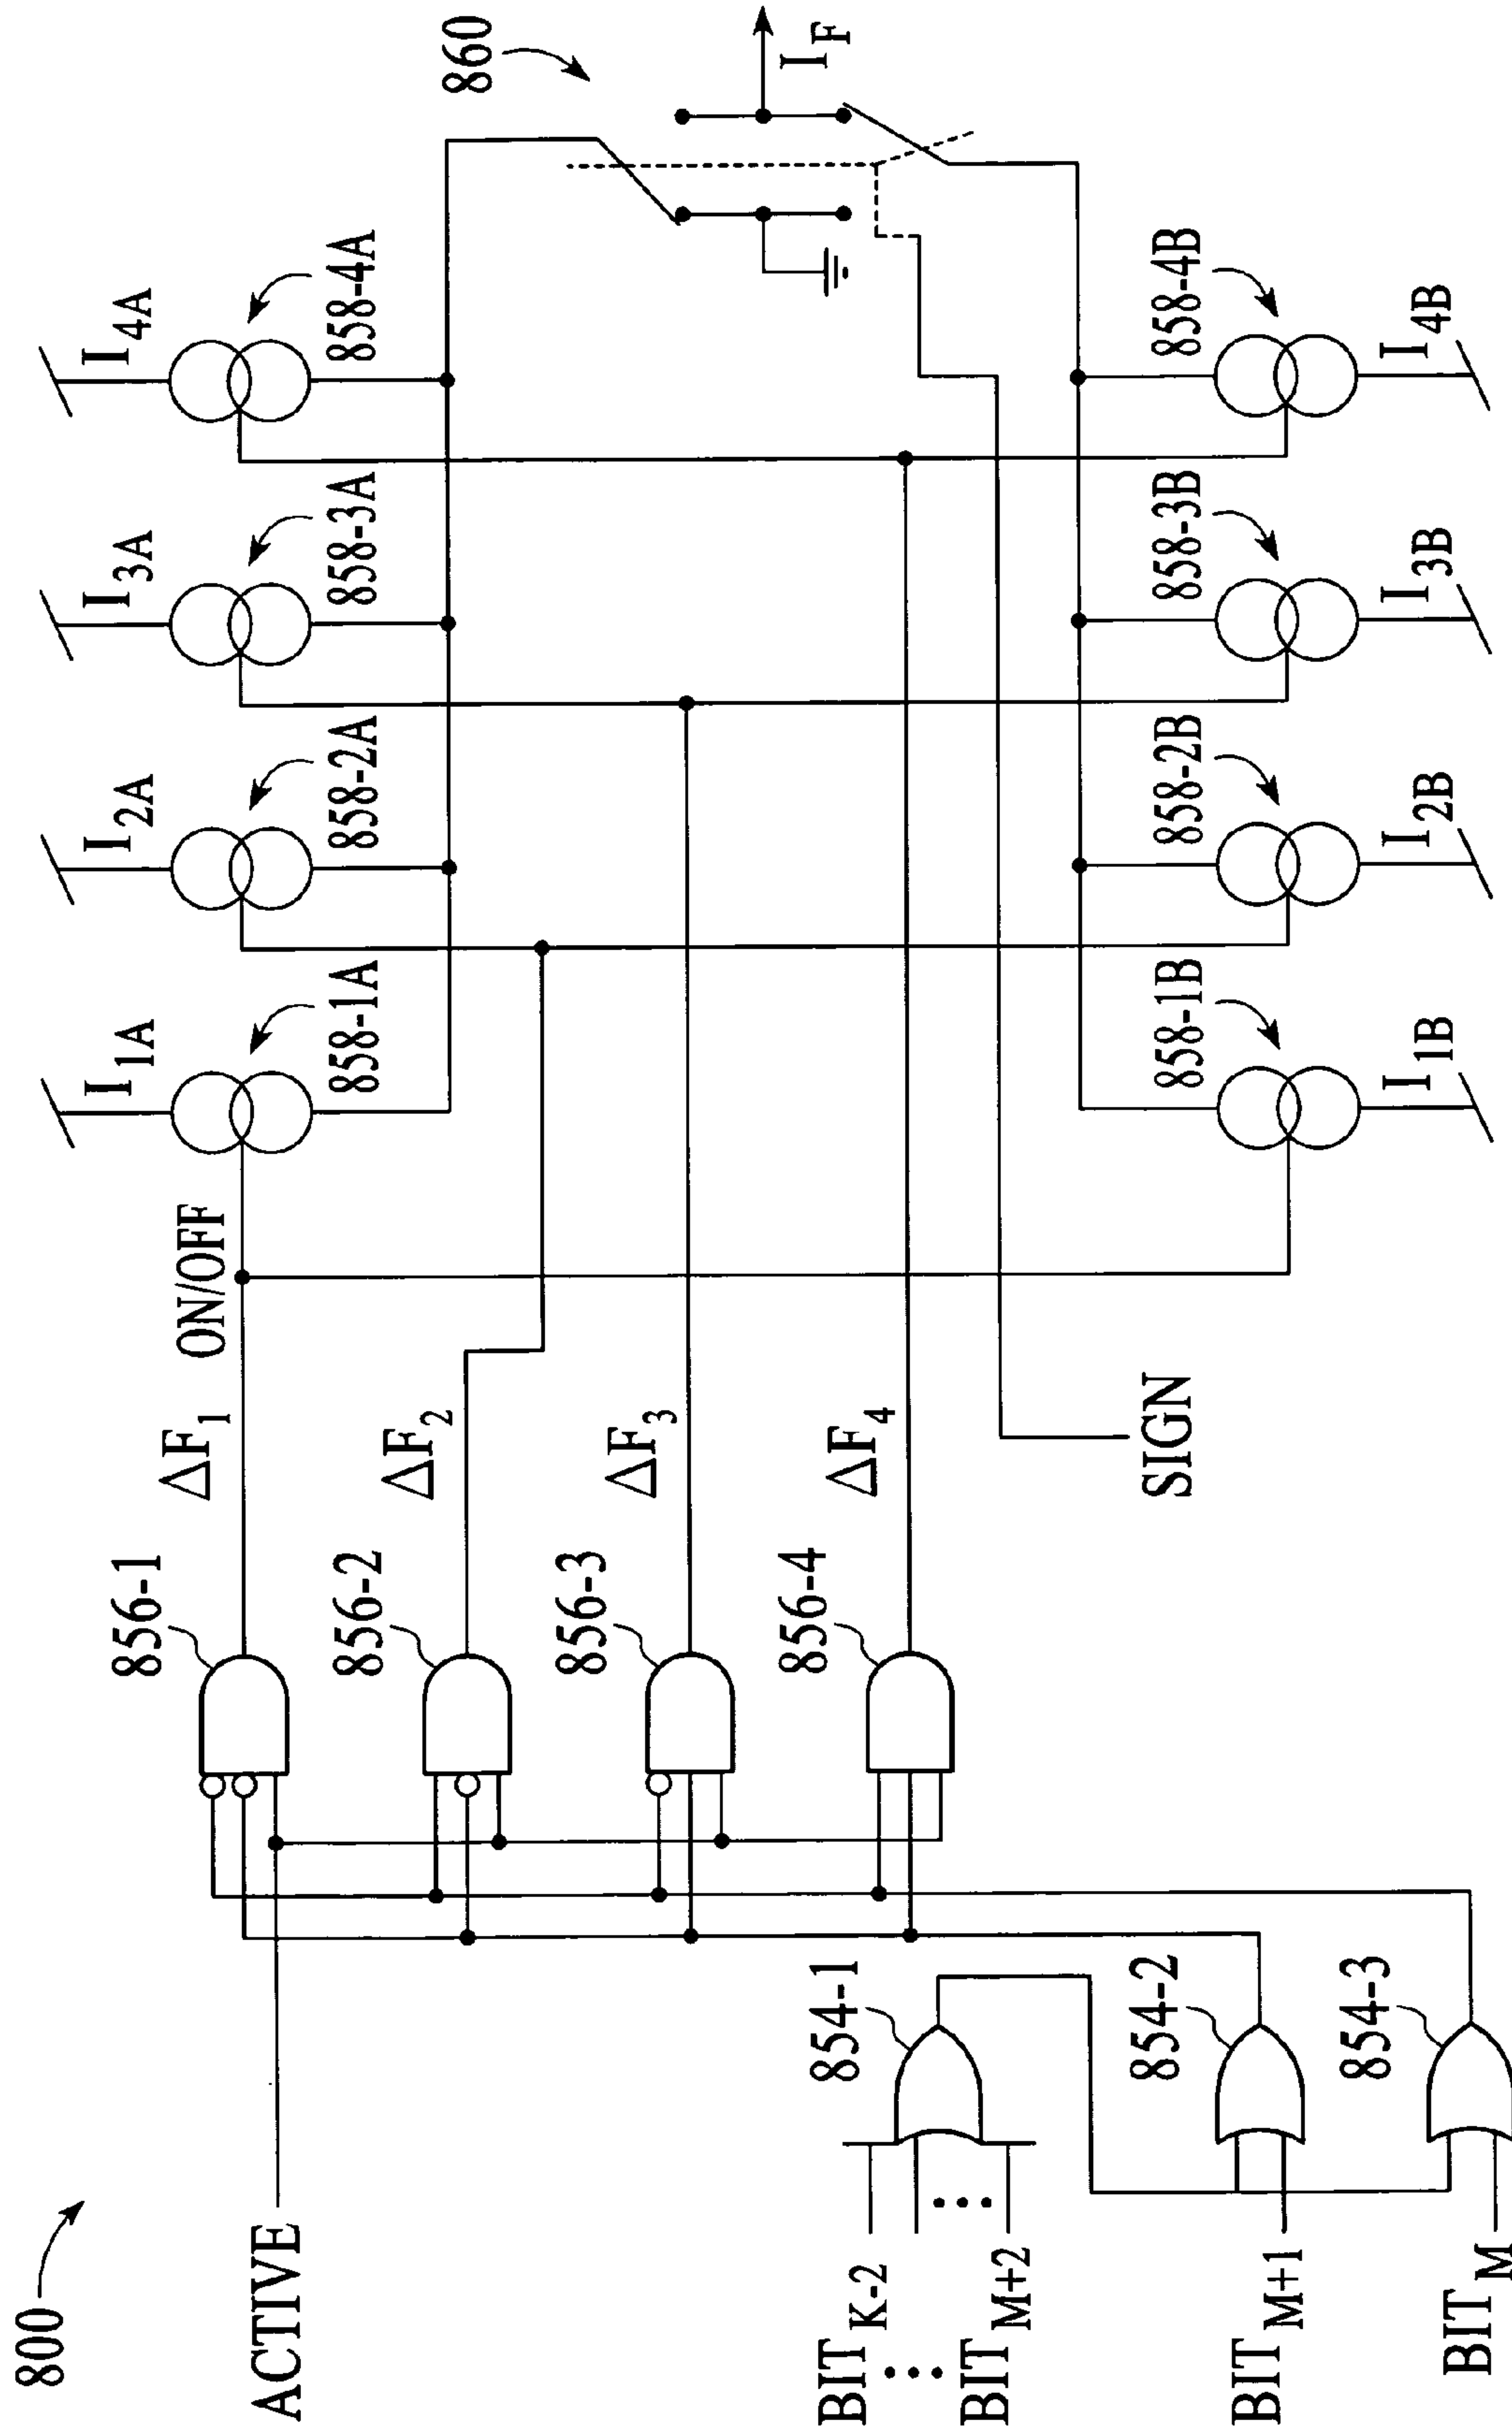 800
ACTIVE
BIT K-2
BIT M+2
BIT M+1
BIT M
854-1
854-2
854-3
856-1
856-2
856-3
856-4
ΔF1
ΔF2
ΔF3
ΔF4
ON/OFF
SIGN
I1A
I2A
I3A
I4A
858-1A
858-2A
858-3A
858-4A
858-1B
858-2B
858-3B
858-4B
I1B
I2B
I3B
I4B
860
IF